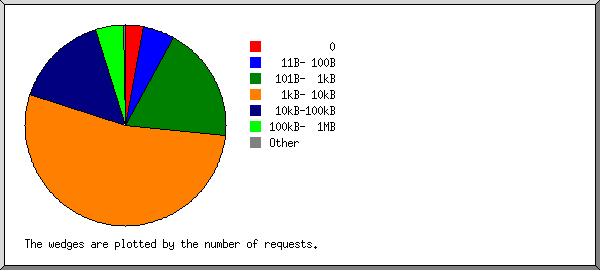 0
11B- 100B
101B- 1kB
1kB- 10kB
10kB-100kB
100kB- 1MB
Other
The wedges are plotted by the number of requests.